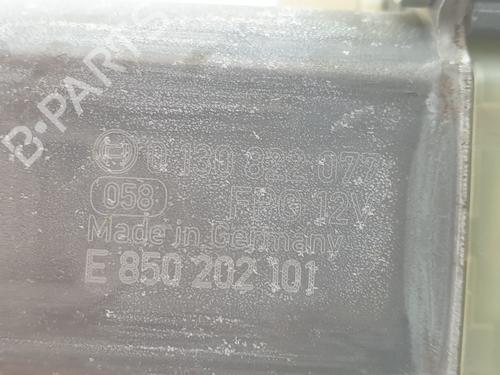 B-PARTS
0 130 822 077
058 FPG 12V
Made in Germany
E 850 202 101